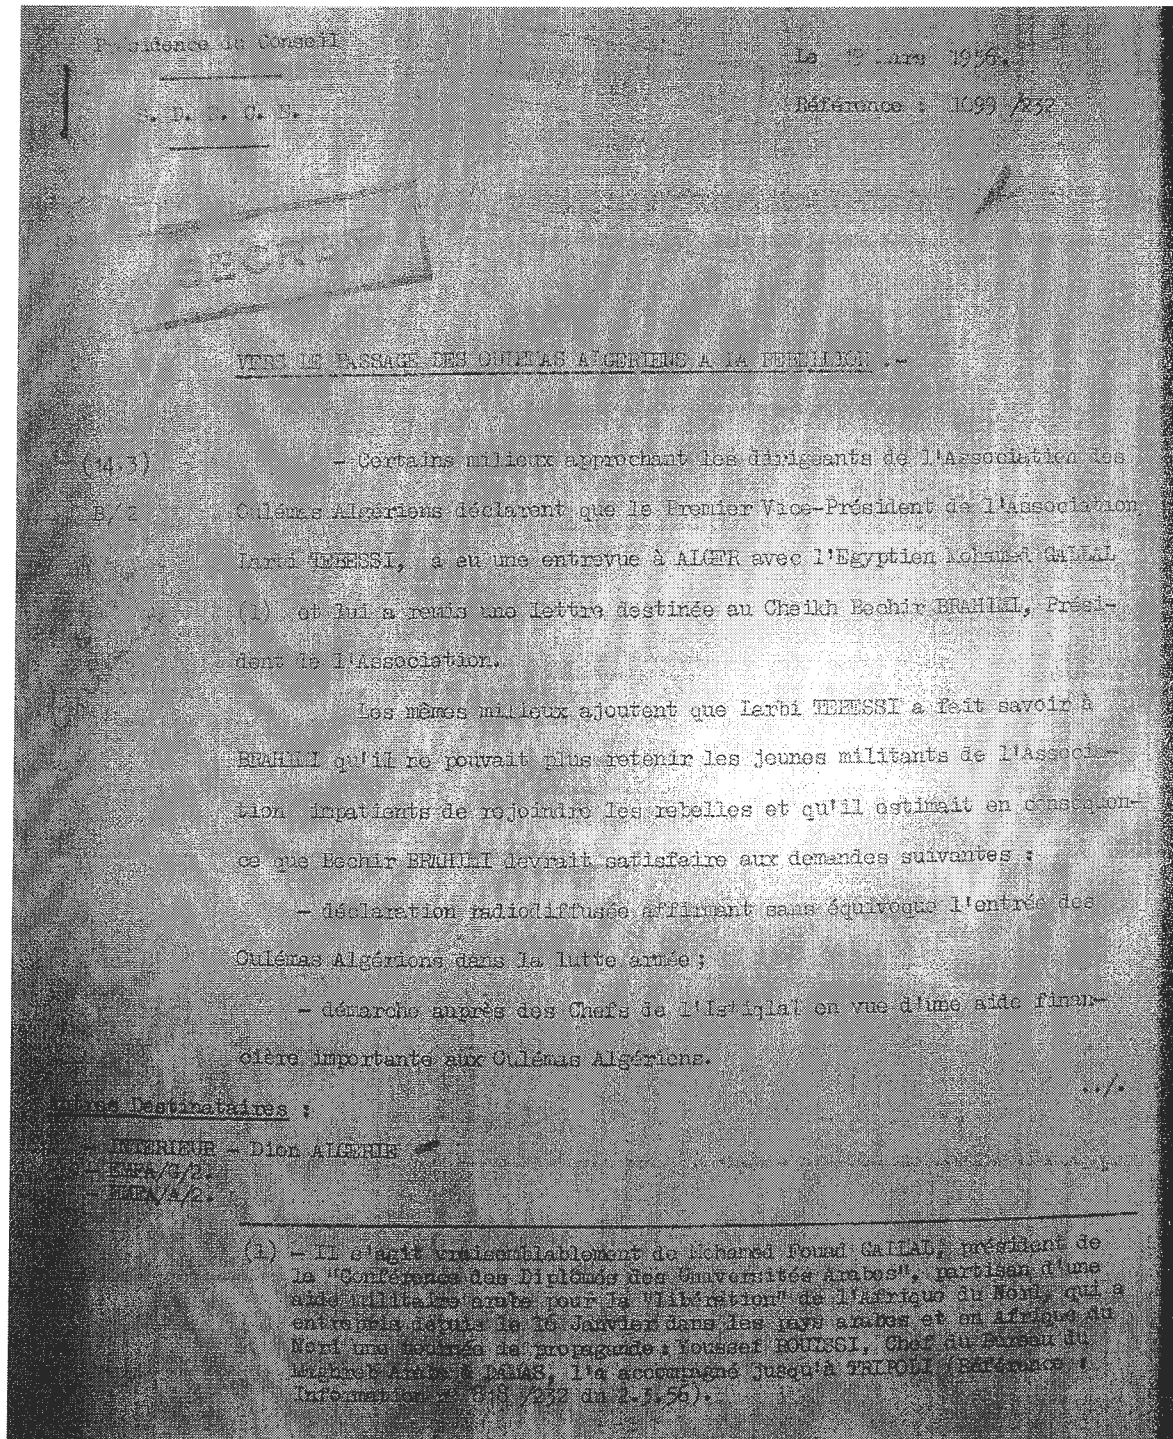 Présidence du Conseil
Le 19 mars 1956.
S. D. E. C. E.
Référence : 1099 /232
SECRET
VERS LE PASSAGE DES OULEMAS ALGERIENS A LA REBELLION .-
(14.3)
B/2
- Certains milieux approchant les dirigeants de l'Association des
Oulémas Algériens déclarent que le Premier Vice-Président de l'Association
Larbi TEBESSI, a eu une entrevue à ALGER avec l'Egyptien Mohamed GALLAL
(1) et lui a remis une lettre destinée au Cheikh Bechir BRAHIMI, Prési-
dent de l'Association.
Les mêmes milieux ajoutent que Larbi TEBESSI a fait savoir à
BRAHIMI qu'il ne pouvait plus retenir les jeunes militants de l'Associa-
tion impatients de rejoindre les rebelles et qu'il estimait en conséquen-
ce que Bechir BRAHIMI devrait satisfaire aux demandes suivantes :
- déclaration radiodiffusée affirmant sans équivoque l'entrée des
Oulémas Algériens dans la lutte armée ;
- démarche auprès des Chefs de l'Istiqlal en vue d'une aide finan-
cière importante aux Oulémas Algériens.
../.
Destinataires :
- INTERIEUR - Dion ALGERIE
- EMFA/G/2.
- EMFA/A/2.
(1) - Il s'agit vraisemblablement de Mohamed Fouad GALLAL, président de
la "Conférence des Diplômés des Universités Arabes", partisan d'une
aide militaire arabe pour la "libération" de l'Afrique du Nord, qui a
entrepris depuis le 16 Janvier dans les pays arabes et en Afrique du
Nord une tournée de propagande ; Youssef ROUISSI, Chef du Bureau du
Maghreb Arabe à DAMAS, l'a accompagné jusqu'à TRIPOLI (Référence :
Information n° /232 du 2.3.56).